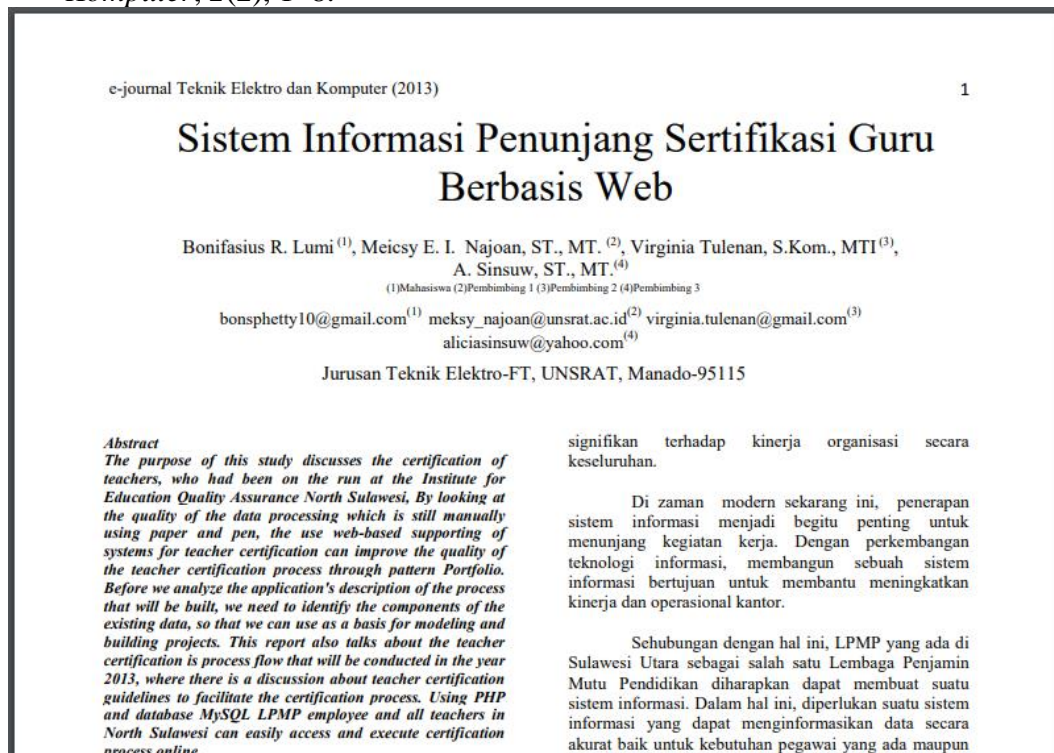 Komputer, 2(2), 1–8.
e-journal Teknik Elektro dan Komputer (2013) 1
Sistem Informasi Penunjang Sertifikasi Guru
Berbasis Web
Bonifasius R. Lumi (1), Meicsy E. I. Najoan, ST., MT. (2), Virginia Tulenan, S.Kom., MTI (3),
A. Sinsuw, ST., MT.(4)
(1)Mahasiswa (2)Pembimbing 1 (3)Pembimbing 2 (4)Pembimbing 3
bonsphetty10@gmail.com(1) meksy_najoan@unsrat.ac.id(2) virginia.tulenan@gmail.com(3)
aliciasinsuw@yahoo.com(4)
Jurusan Teknik Elektro-FT, UNSRAT, Manado-95115
Abstract
The purpose of this study discusses the certification of
teachers, who had been on the run at the Institute for
Education Quality Assurance North Sulawesi, By looking at
the quality of the data processing which is still manually
using paper and pen, the use web-based supporting of
systems for teacher certification can improve the quality of
the teacher certification process through pattern Portfolio.
Before we analyze the application's description of the process
that will be built, we need to identify the components of the
existing data, so that we can use as a basis for modeling and
building projects. This report also talks about the teacher
certification is process flow that will be conducted in the year
2013, where there is a discussion about teacher certification
guidelines to facilitate the certification process. Using PHP
and database MySQL LPMP employee and all teachers in
North Sulawesi can easily access and execute certification
process online
signifikan terhadap kinerja organisasi secara
keseluruhan.
Di zaman modern sekarang ini, penerapan
sistem informasi menjadi begitu penting untuk
menunjang kegiatan kerja. Dengan perkembangan
teknologi informasi, membangun sebuah sistem
informasi bertujuan untuk membantu meningkatkan
kinerja dan operasional kantor.
Sehubungan dengan hal ini, LPMP yang ada di
Sulawesi Utara sebagai salah satu Lembaga Penjamin
Mutu Pendidikan diharapkan dapat membuat suatu
sistem informasi. Dalam hal ini, diperlukan suatu sistem
informasi yang dapat menginformasikan data secara
akurat baik untuk kebutuhan pegawai yang ada maupun